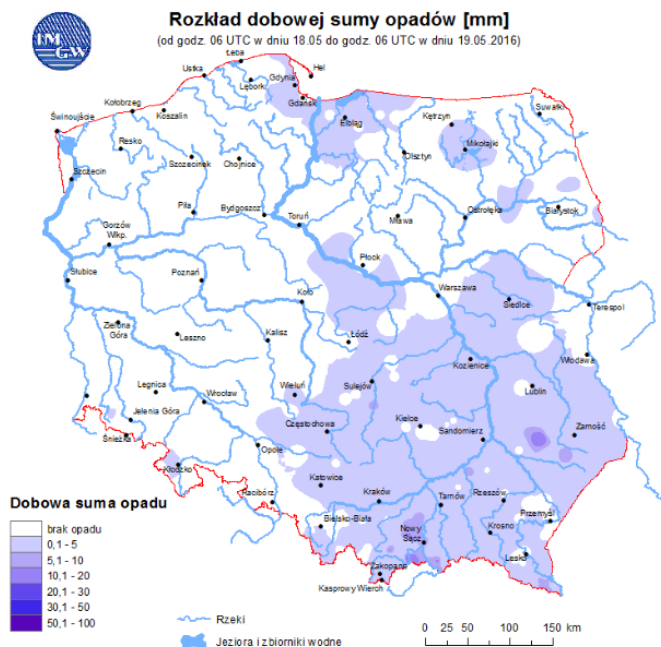 IM
GW
Rozkład dobowej sumy opadów [mm]
(od godz. 06 UTC w dniu 18.05 do godz. 06 UTC w dniu 19.05.2016)
Łeba
Ustka
Hel
Gdynia
Lębork
Gdańsk
Kołobrzeg
Koszalin
Świnoujście
Elbląg
Kętrzyn
Suwałki
Resko
Szczecinek
Chojnice
Olsztyn
Mikołajki
Szczecin
Piła
Bydgoszcz
Toruń
Mława
Ostrołęka
Białystok
Gorzów
Wlkp.
Płock
Słubice
Poznań
Koło
Warszawa
Siedlce
Terespol
Zielona
Góra
Leszno
Kalisz
Łódź
Kozienice
Włodawa
Legnica
Wrocław
Wieluń
Sulejów
Lublin
Jelenia Góra
Częstochowa
Kielce
Sandomierz
Zamość
Śnieżka
Opole
Kłodzko
Katowice
Racibórz
Kraków
Tarnów
Rzeszów
Przemyśl
Bielsko-Biała
Nowy
Sącz
Krosno
Lesko
Zakopane
Kasprowy Wierch
Dobowa suma opadu
brak opadu
0,1 - 5
5,1 - 10
10,1 - 20
20,1 - 30
30,1 - 50
50,1 - 100
Rzeki
Jeziora i zbiorniki wodne
0 25 50 100 150 km